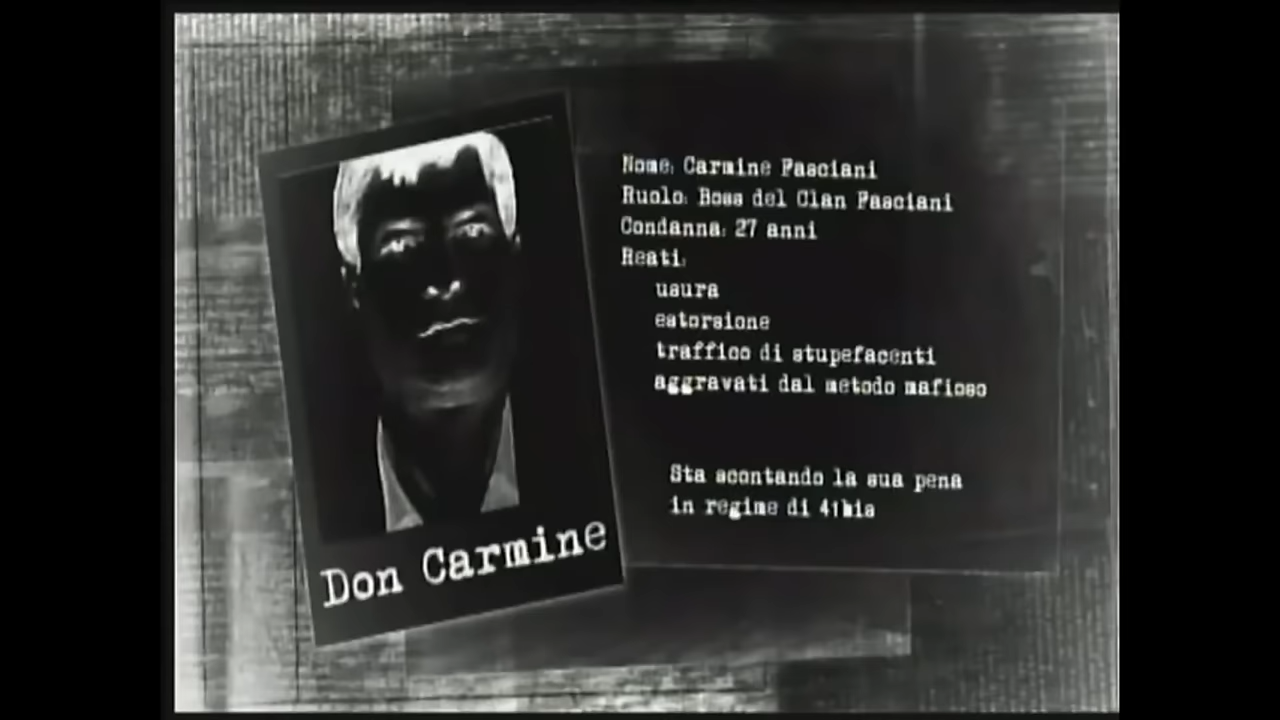 Nome: Carmine Fasciani
Ruolo: Boss del Clan Fasciani
Condanna: 27 anni
Reati:
usura
estorsione
traffico di stupefacenti
aggravati dal metodo mafioso
Sta scontando la sua pena
in regime di 41bis
Don Carmine